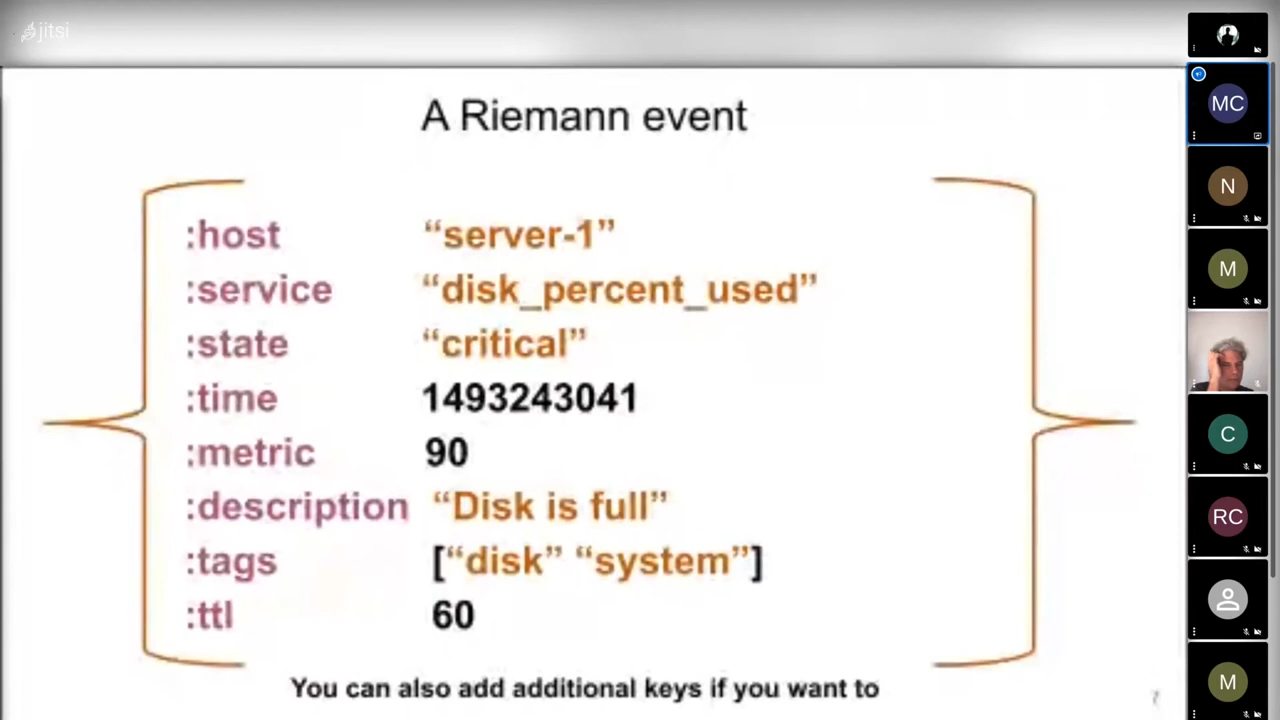 jitsi
A Riemann event
:host “server-1”
:service “disk_percent_used”
:state “critical”
:time 1493243041
:metric 90
:description “Disk is full”
:tags [“disk” “system”]
:ttl 60
You can also add additional keys if you want to
7
MC
N
M
C
RC
M